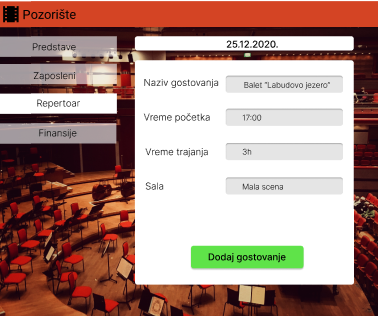 Pozorište
Predstave
Zaposleni
Repertoar
Finansije
25.12.2020.
Naziv gostovanja
Balet "Labudovo jezero"
Vreme početka
17:00
Vreme trajanja
3h
Sala
Mala scena
Dodaj gostovanje